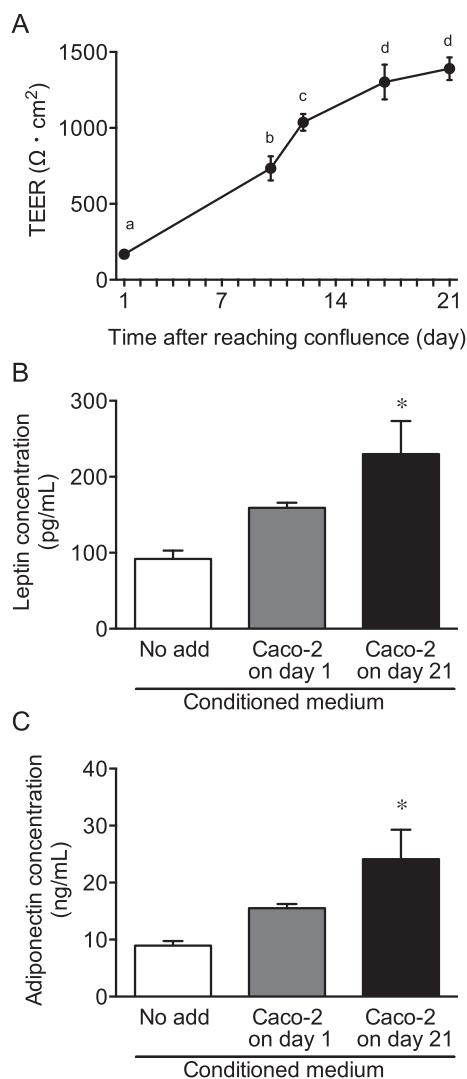 A
TEER (Ω・cm²)
1500
1000
500
0
a
b
c
d
d
1
7
14
21
Time after reaching confluence (day)
B
Leptin concentration
(pg/mL)
300
200
100
0
*
No add
Caco-2
on day 1
Caco-2
on day 21
Conditioned medium
C
Adiponectin concentration
(ng/mL)
40
30
20
10
0
*
No add
Caco-2
on day 1
Caco-2
on day 21
Conditioned medium